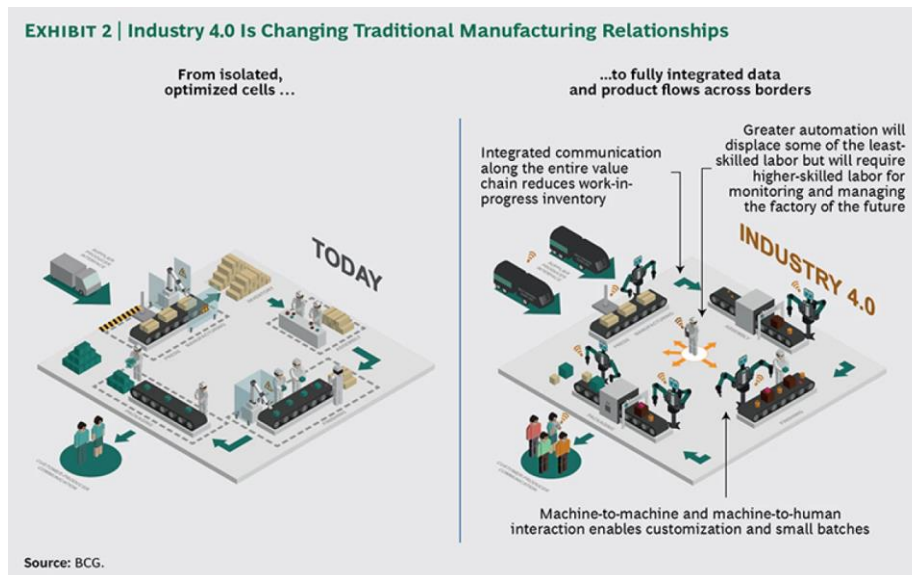 EXHIBIT 2 | Industry 4.0 Is Changing Traditional Manufacturing Relationships
From isolated,
optimized cells ...
...to fully integrated data
and product flows across borders
Integrated communication
along the entire value
chain reduces work-in-
progress inventory
Greater automation will
displace some of the least-
skilled labor but will require
higher-skilled labor for
monitoring and managing
the factory of the future
TODAY
INDUSTRY 4.0
Machine-to-machine and machine-to-human
interaction enables customization and small batches
Source: BCG.